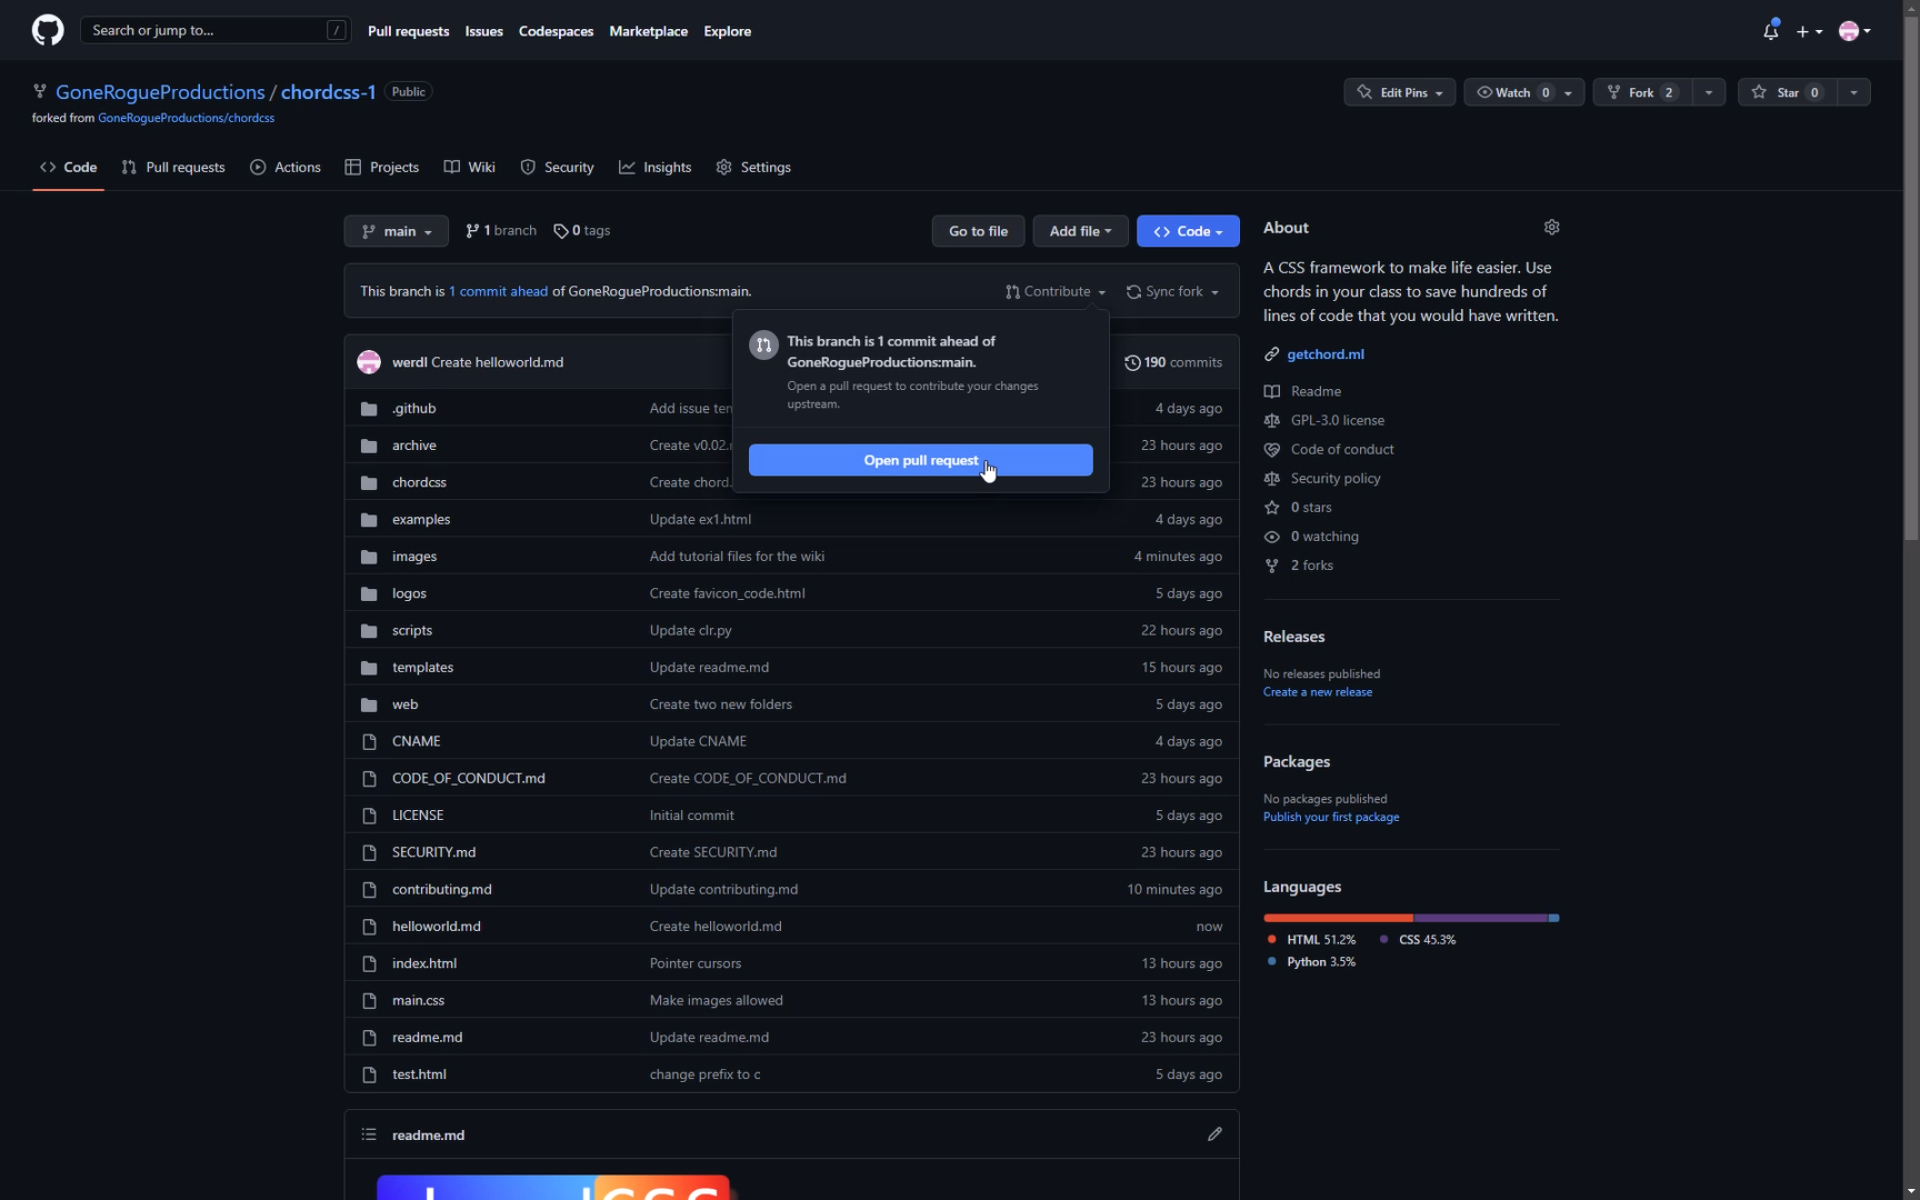 Search or jump to... /
Pull requests Issues Codespaces Marketplace Explore
GoneRogueProductions / chordcss-1 Public
forked from GoneRogueProductions/chordcss
Edit Pins Watch 0 Fork 2 Star 0
Code Pull requests Actions Projects Wiki Security Insights Settings
main 1 branch 0 tags Go to file Add file Code
This branch is 1 commit ahead of GoneRogueProductions:main. Contribute Sync fork
This branch is 1 commit ahead of
GoneRogueProductions:main.
Open a pull request to contribute your changes
upstream.
Open pull request
werdl Create helloworld.md 190 commits
.github Add issue 4 days ago
archive Create v0.02. 23 hours ago
chordcss Create chord. 23 hours ago
examples Update ex1.html 4 days ago
images Add tutorial files for the wiki 4 minutes ago
logos Create favicon_code.html 5 days ago
scripts Update clr.py 22 hours ago
templates Update readme.md 15 hours ago
web Create two new folders 5 days ago
CNAME Update CNAME 4 days ago
CODE_OF_CONDUCT.md Create CODE_OF_CONDUCT.md 23 hours ago
LICENSE Initial commit 5 days ago
SECURITY.md Create SECURITY.md 23 hours ago
contributing.md Update contributing.md 10 minutes ago
helloworld.md Create helloworld.md now
index.html Pointer cursors 13 hours ago
main.css Make images allowed 13 hours ago
readme.md Update readme.md 23 hours ago
test.html change prefix to c 5 days ago
readme.md
About
A CSS framework to make life easier. Use
chords in your class to save hundreds of
lines of code that you would have written.
getchord.ml
Readme
GPL-3.0 license
Code of conduct
Security policy
0 stars
0 watching
2 forks
Releases
No releases published
Create a new release
Packages
No packages published
Publish your first package
Languages
HTML 51.2% CSS 45.3%
Python 3.5%